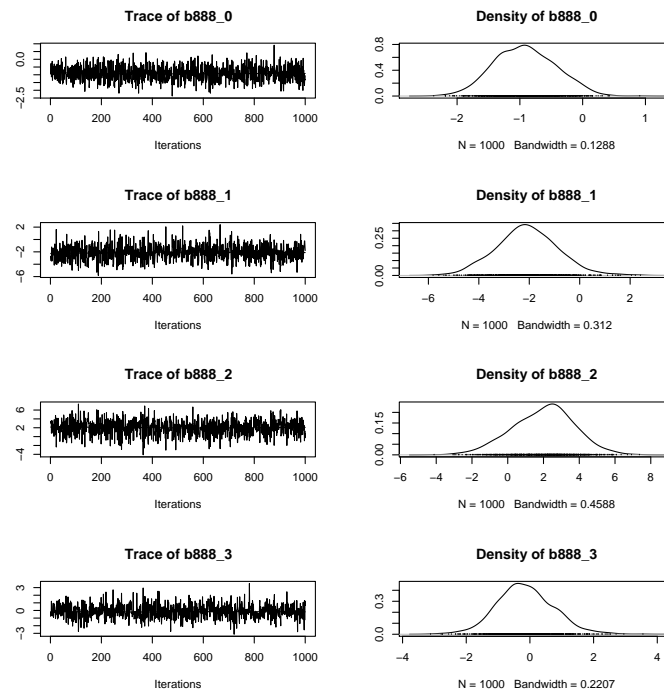 Trace of b888_0
0.0
−2.5
0 200 400 600 800 1000
Iterations
Density of b888_0
0.8
0.4
0.0
−2 −1 0 1
N = 1000 Bandwidth = 0.1288
Trace of b888_1
2
−2
−6
0 200 400 600 800 1000
Iterations
Density of b888_1
0.25
0.00
−6 −4 −2 0 2
N = 1000 Bandwidth = 0.312
Trace of b888_2
6
2
−4
0 200 400 600 800 1000
Iterations
Density of b888_2
0.15
0.00
−6 −4 −2 0 2 4 6 8
N = 1000 Bandwidth = 0.4588
Trace of b888_3
3
0
−3
0 200 400 600 800 1000
Iterations
Density of b888_3
0.3
0.0
−4 −2 0 2 4
N = 1000 Bandwidth = 0.2207